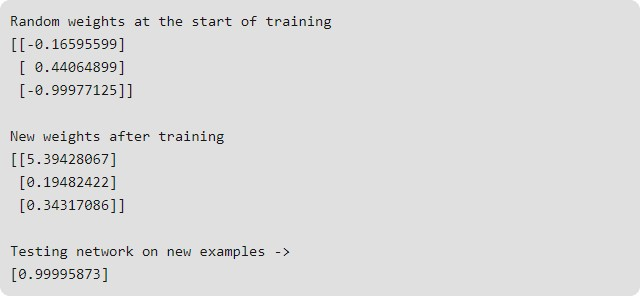 Random weights at the start of training
[[-0.16595599]
[ 0.44064899]
[-0.99977125]]
New weights after training
[[5.39428067]
[0.19482422]
[0.34317086]]
Testing network on new examples ->
[0.99995873]